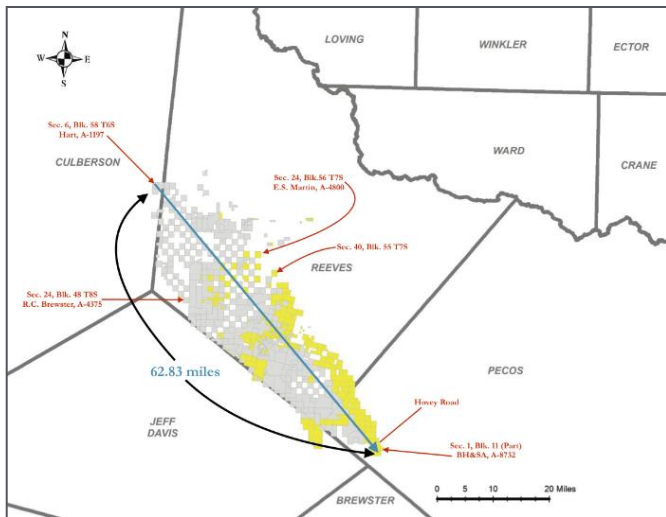 N
W E
S
LOVING
WINKLER
ECTOR
Sec. 6, Blk. 58 T6S
Hart, A-1197
CULBERSON
WARD
CRANE
Sec. 24, Blk.56 T7S
E.S. Martin, A-4800
Sec. 40, Blk. 55 T7S
REEVES
Sec. 24, Blk. 48 T8S
R.C. Brewster, A-4375
62.83 miles
PECOS
Hovey Road
JEFF
DAVIS
Sec. 1, Blk. 11 (Part)
BH&SA, A-8732
BREWSTER
0 5 10 20 Miles